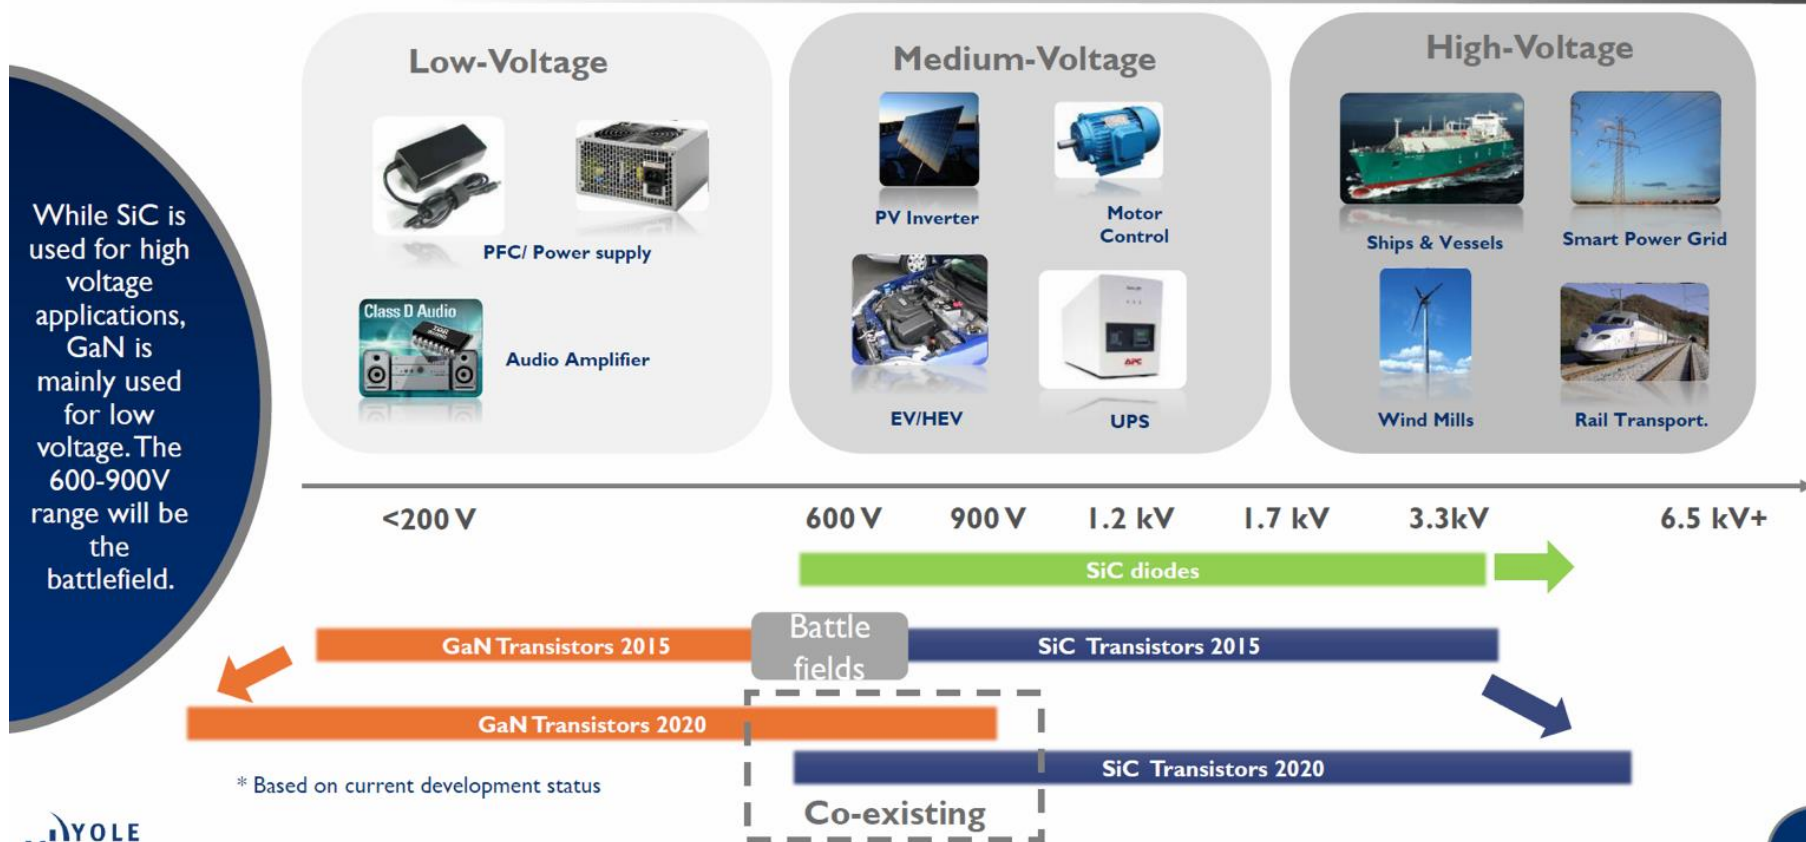 While SiC is
used for high
voltage
applications,
GaN is
mainly used
for low
voltage. The
600-900V
range will be
the
battlefield.
Low-Voltage
PFC/ Power supply
Class D Audio
Audio Amplifier
Medium-Voltage
PV Inverter
Motor
Control
EV/HEV
APC
UPS
High-Voltage
Ships & Vessels
Smart Power Grid
Wind Mills
Rail Transport.
<200 V
600 V
900 V
1.2 kV
1.7 kV
3.3kV
6.5 kV+
SiC diodes
GaN Transistors 2015
Battle
fields
SiC Transistors 2015
GaN Transistors 2020
SiC Transistors 2020
Co-existing
* Based on current development status
YOLE